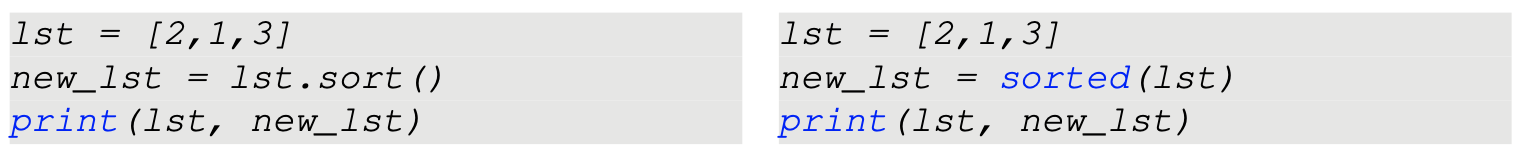 lst = [2,1,3]
new_lst = lst.sort()
print(lst, new_lst)
lst = [2,1,3]
new_lst = sorted(lst)
print(lst, new_lst)